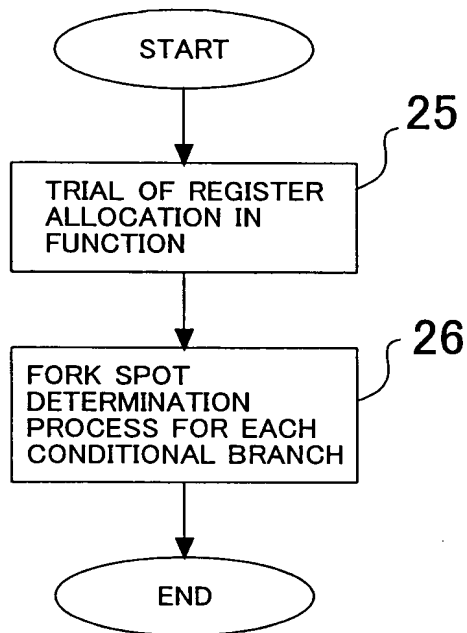 START
25
TRIAL OF REGISTER
ALLOCATION IN
FUNCTION
26
FORK SPOT
DETERMINATION
PROCESS FOR EACH
CONDITIONAL BRANCH
END